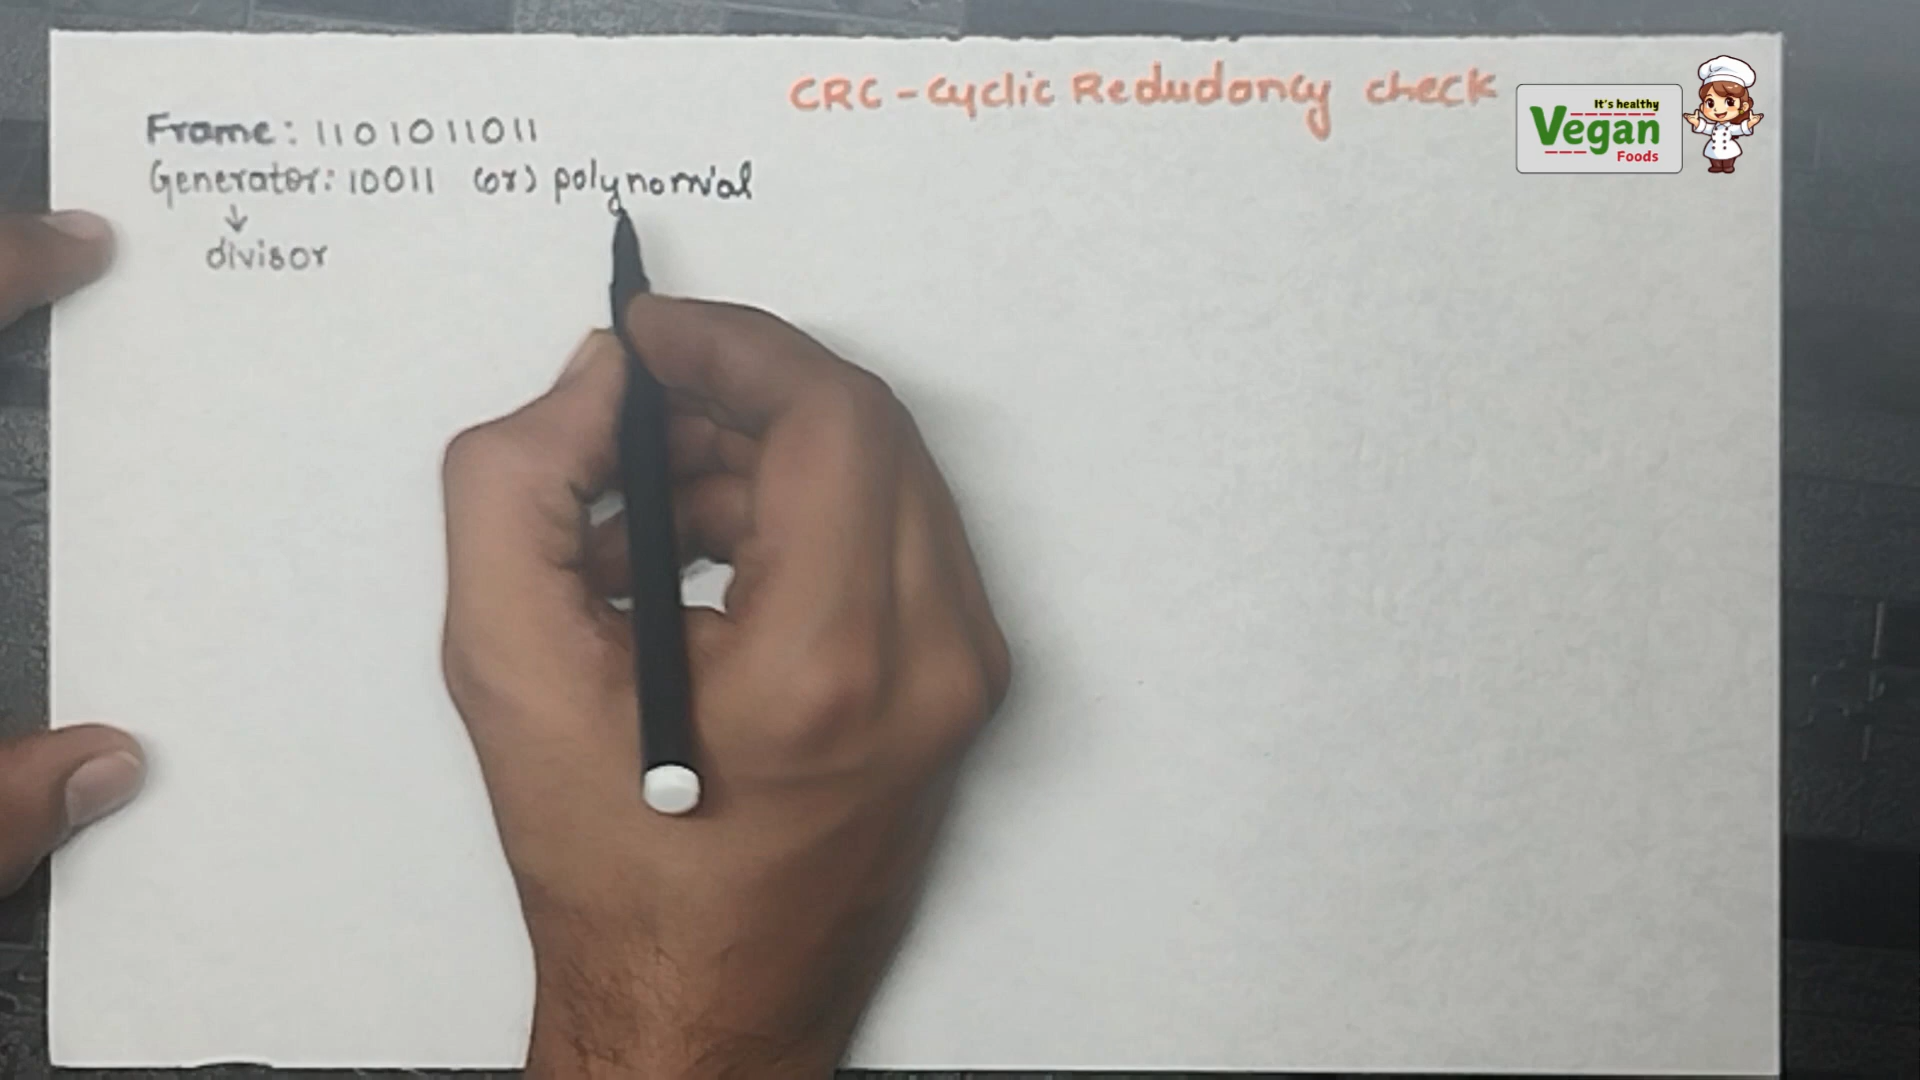 CRC - Cyclic Redudancy check
Frame: 1101011011
Generator: 10011 (or) polynomial
↓
divisor
It's healthy
Vegan
Foods